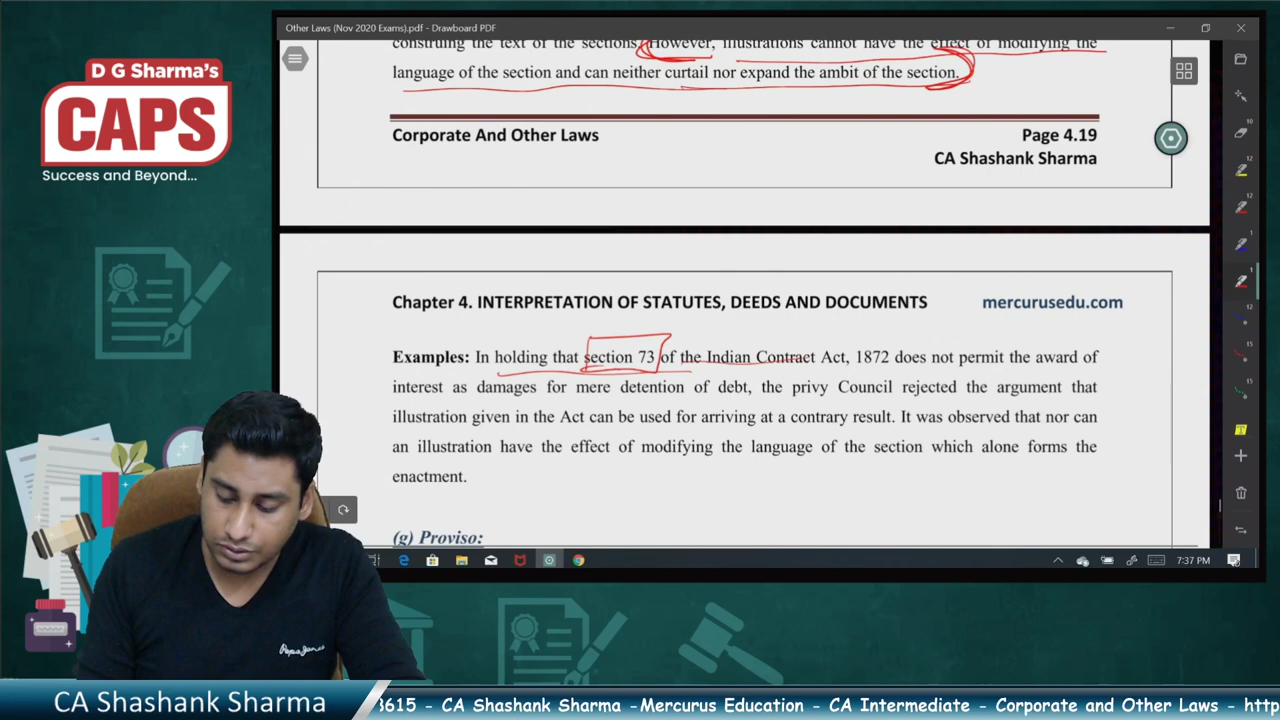 Other Laws (Nov 2020 Exams).pdf - Drawboard PDF
construing the text of the sections. However, illustrations cannot have the effect of modifying the
language of the section and can neither curtail nor expand the ambit of the section.
Corporate And Other Laws
Page 4.19
CA Shashank Sharma
Chapter 4. INTERPRETATION OF STATUTES, DEEDS AND DOCUMENTS
mercurusedu.com
Examples: In holding that section 73 of the Indian Contract Act, 1872 does not permit the award of
interest as damages for mere detention of debt, the privy Council rejected the argument that
illustration given in the Act can be used for arriving at a contrary result. It was observed that nor can
an illustration have the effect of modifying the language of the section which alone forms the
enactment.
(g) Proviso:
7:37 PM
D G Sharma's
CAPS
Success and Beyond...
Pepe Jeans
CA Shashank Sharma
3615 - CA Shashank Sharma -Mercurus Education - CA Intermediate - Corporate and Other Laws - http